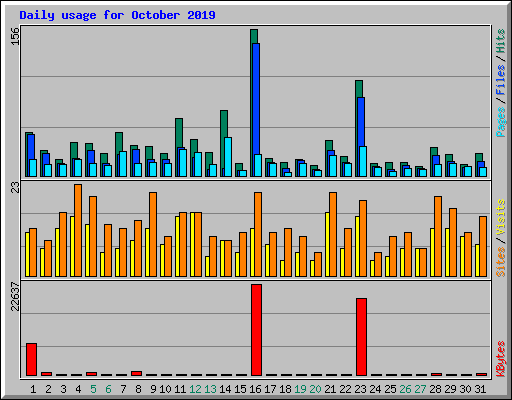 Daily usage for October 2019
156
Pages / Files / Hits
23
Sites / Visits
22637
KBytes
1 2 3 4 5 6 7 8 9 10 11 12 13 14 15 16 17 18 19 20 21 22 23 24 25 26 27 28 29 30 31